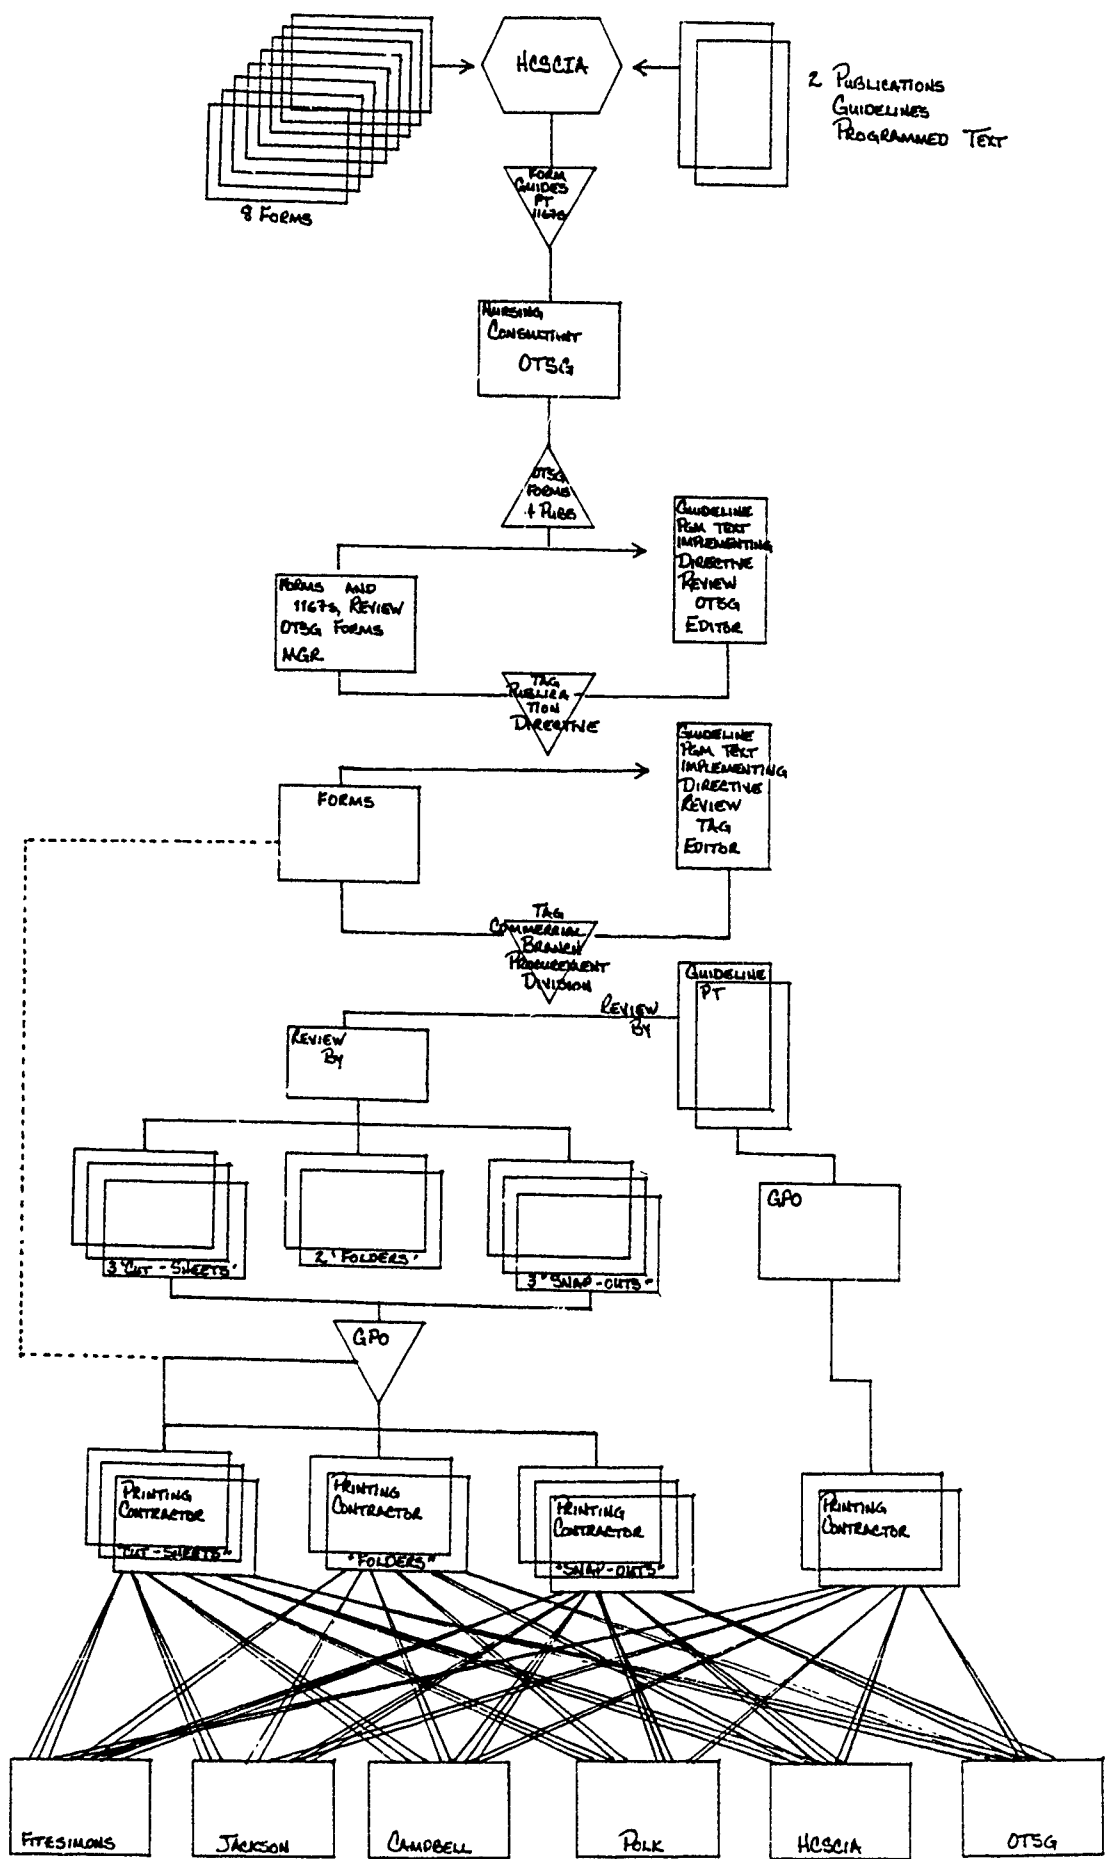 HCSCIA
2 PUBLICATIONS
GUIDELINES
PROGRAMMED TEXT
8 FORMS
FORM
GUIDES
PT
1167s
NURSING
CONSULTANT
OTSG
OTSG
FORMS
+ PUBS
FORMS AND
1167s, REVIEW
OTSG FORMS
MGR
GUIDELINE
PGM TEXT
IMPLEMENTING
DIRECTIVE
REVIEW
OTSG
EDITOR
TAG
PUBLICA-
TION
DIRECTIVE
FORMS
GUIDELINE
PGM TEXT
IMPLEMENTING
DIRECTIVE
REVIEW
TAG
EDITOR
TAG
COMMERCIAL
BRANCH
PROCUREMENT
DIVISION
REVIEW
BY
GUIDELINE
PT
REVIEW
BY
3 "CUT-SHEETS"
2 "FOLDERS"
3 "SNAP-OUTS"
GPO
GPO
PRINTING
CONTRACTOR
"CUT-SHEETS"
PRINTING
CONTRACTOR
"FOLDERS"
PRINTING
CONTRACTOR
"SNAP-OUTS"
PRINTING
CONTRACTOR
FITZSIMONS
JACKSON
CAMPBELL
POLK
HCSCIA
OTSG